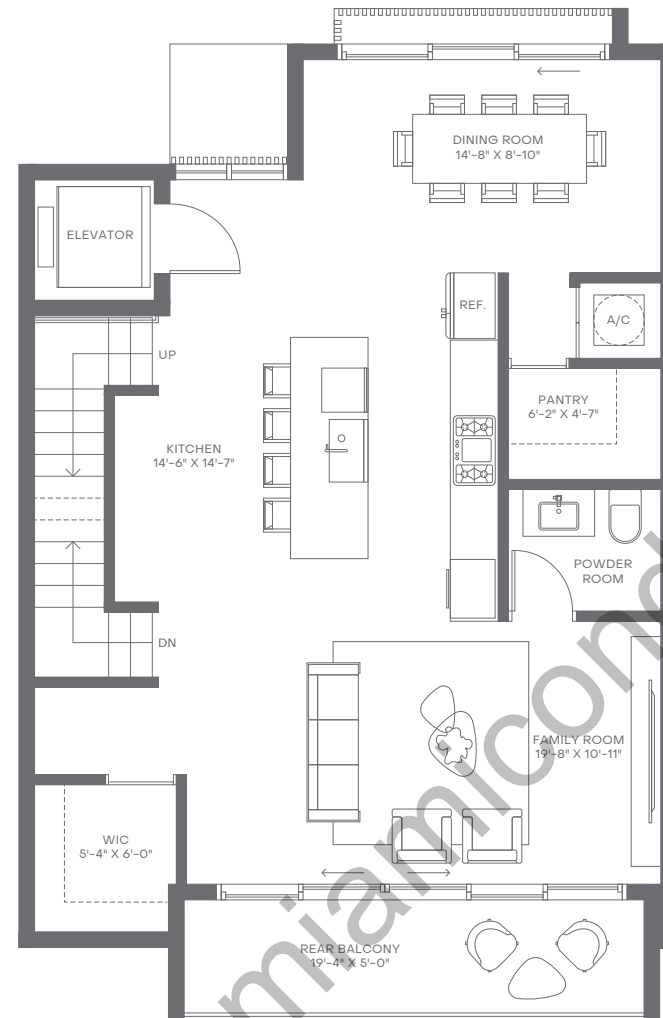 DINING ROOM
14'-8" X 8'-10"
ELEVATOR
REF.
A/C
UP
PANTRY
6'-2" X 4'-7"
KITCHEN
14'-6" X 14'-7"
POWDER
ROOM
DN
FAMILY ROOM
19'-8" X 10'-11"
WIC
5'-4" X 6'-0"
REAR BALCONY
19'-4" X 5'-0"
miamicond